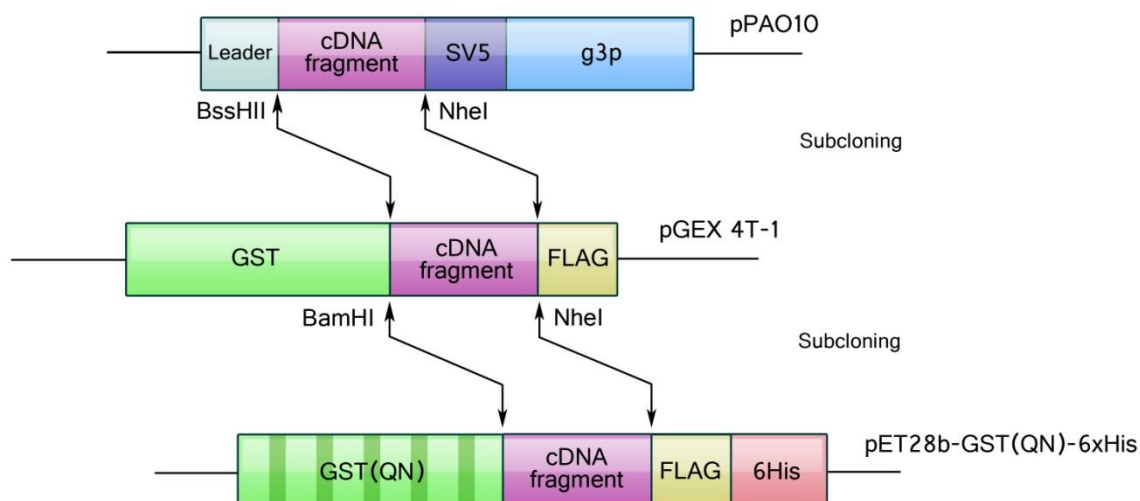 pPAO10
Leader
cDNA
fragment
SV5
g3p
BssHII
NheI
Subcloning
pGEX 4T-1
GST
cDNA
fragment
FLAG
BamHI
NheI
Subcloning
pET28b-GST(QN)-6xHis
GST(QN)
cDNA
fragment
FLAG
6His